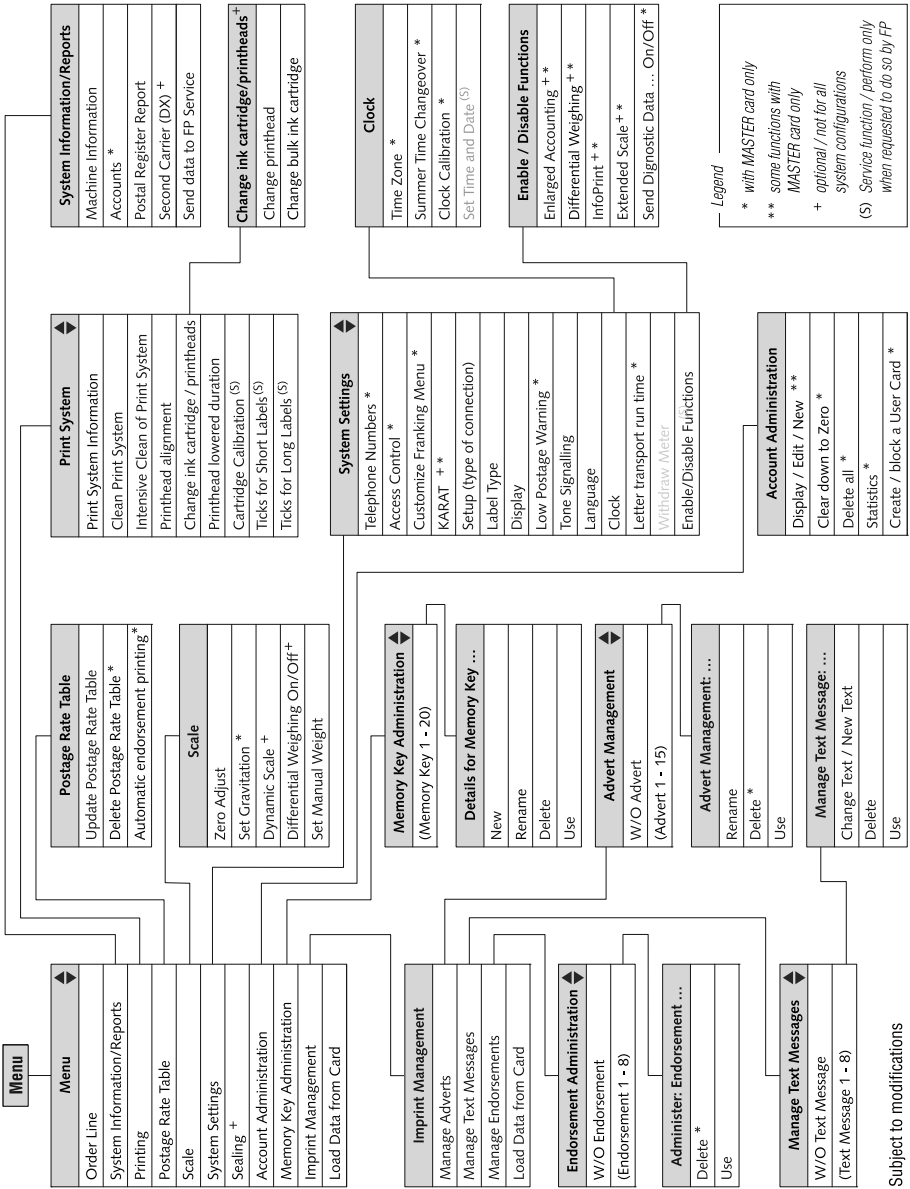 Menu
Menu
Order Line
System Information/Reports
Printing
Postage Rate Table
Scale
System Settings
Sealing +
Account Administration
Memory Key Administration
Imprint Management
Load Data from Card
Imprint Management
Manage Adverts
Manage Text Messages
Manage Endorsements
Load Data from Card
Endorsement Administration
W/O Endorsement
(Endorsement 1 - 8)
Administer: Endorsement ...
Delete *
Use
Manage Text Messages
W/O Text Message
(Text Message 1 - 8)
Subject to modifications
Postage Rate Table
Update Postage Rate Table
Delete Postage Rate Table *
Automatic endorsement printing*
Scale
Zero Adjust
Set Gravitation *
Dynamic Scale +
Differential Weighing On/Off +
Set Manual Weight
Memory Key Administration
(Memory Key 1 - 20)
Details for Memory Key ...
New
Rename
Delete
Use
Advert Management
W/O Advert
(Advert 1 - 15)
Advert Management: ...
Rename
Delete *
Use
Manage Text Message: ...
Change Text / New Text
Delete
Use
Print System
Print System Information
Clean Print System
Intensive Clean of Print System
Printhead alignment
Change ink cartridge / printheads
Printhead lowered duration
Cartridge Calibration (S)
Ticks for Short Labels (S)
Ticks for Long Labels (S)
System Settings
Telephone Numbers *
Access Control *
Customize Franking Menu *
KARAT + *
Setup (type of connection)
Label Type
Display
Low Postage Warning *
Tone Signalling
Language
Clock
Letter transport run time *
Withdraw Meter (S)
Enable/Disable Functions
Account Administration
Display / Edit / New * *
Clear down to Zero *
Delete all *
Statistics *
Create / block a User Card *
System Information/Reports
Machine Information
Accounts *
Postal Register Report
Second Carrier (DX) +
Send data to FP Service
Change ink cartridge/printheads +
Change printhead
Change bulk ink cartridge
Clock
Time Zone *
Summer Time Changeover *
Clock Calibration *
Set Time and Date (S)
Enable / Disable Functions
Enlarged Accounting + *
Differential Weighing + *
InfoPrint + *
Extended Scale + *
Send Dignostic Data ... On/Off *
Legend
* with MASTER card only
* * some functions with
MASTER card only
+ optional / not for all
system configurations
(S) Service function / perform only
when requested to do so by FP